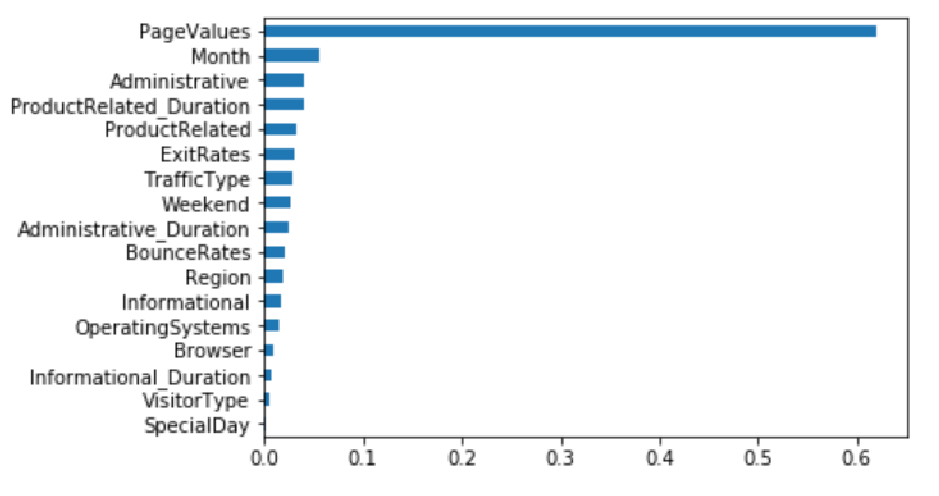 PageValues
Month
Administrative
ProductRelated_Duration
ProductRelated
ExitRates
TrafficType
Weekend
Administrative_Duration
BounceRates
Region
Informational
OperatingSystems
Browser
Informational_Duration
VisitorType
SpecialDay
0.0 0.1 0.2 0.3 0.4 0.5 0.6